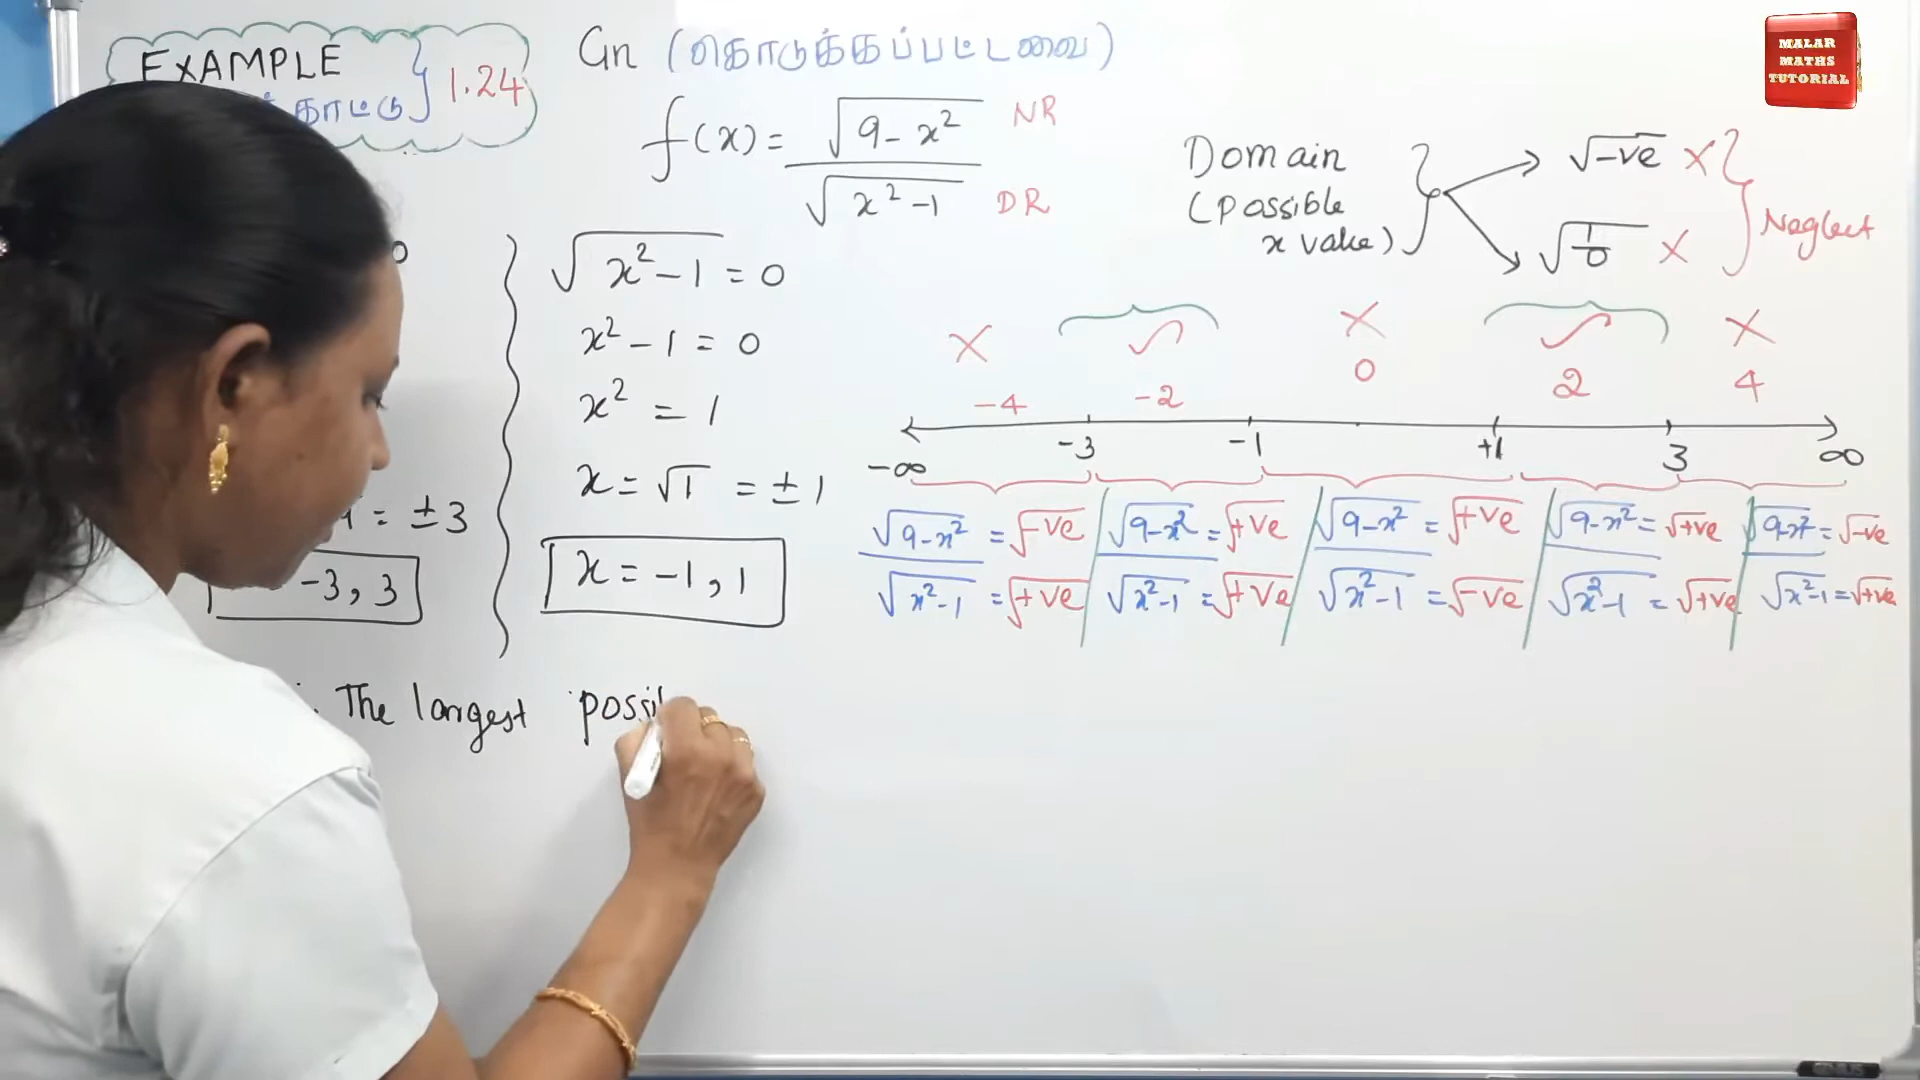 EXAMPLE
1.24
Gn (கொடுக்கப்பட்டவை)
f(x) = √(9-x²) NR
√(x²-1) DR
MALAR
MATHS
TUTORIAL
Domain
(possible
x value)
√-ve X
√(1/0) X
Neglect
0
= ±3
-3, 3
√(x²-1) = 0
x²-1 = 0
x² = 1
x = √1 = ±1
x = -1, 1
X ✓ X ✓ X
-4 -2 0 2 4
-∞ -3 -1 +1 3 ∞
√(9-x²) = √-ve
√(x²-1) = √+ve
√(9-x²) = √+ve
√(x²-1) = √+ve
√(9-x²) = √+ve
√(x²-1) = √-ve
√(9-x²) = √+ve
√(x²-1) = √+ve
√(9-x²) = √-ve
√(x²-1) = √+ve
The largest